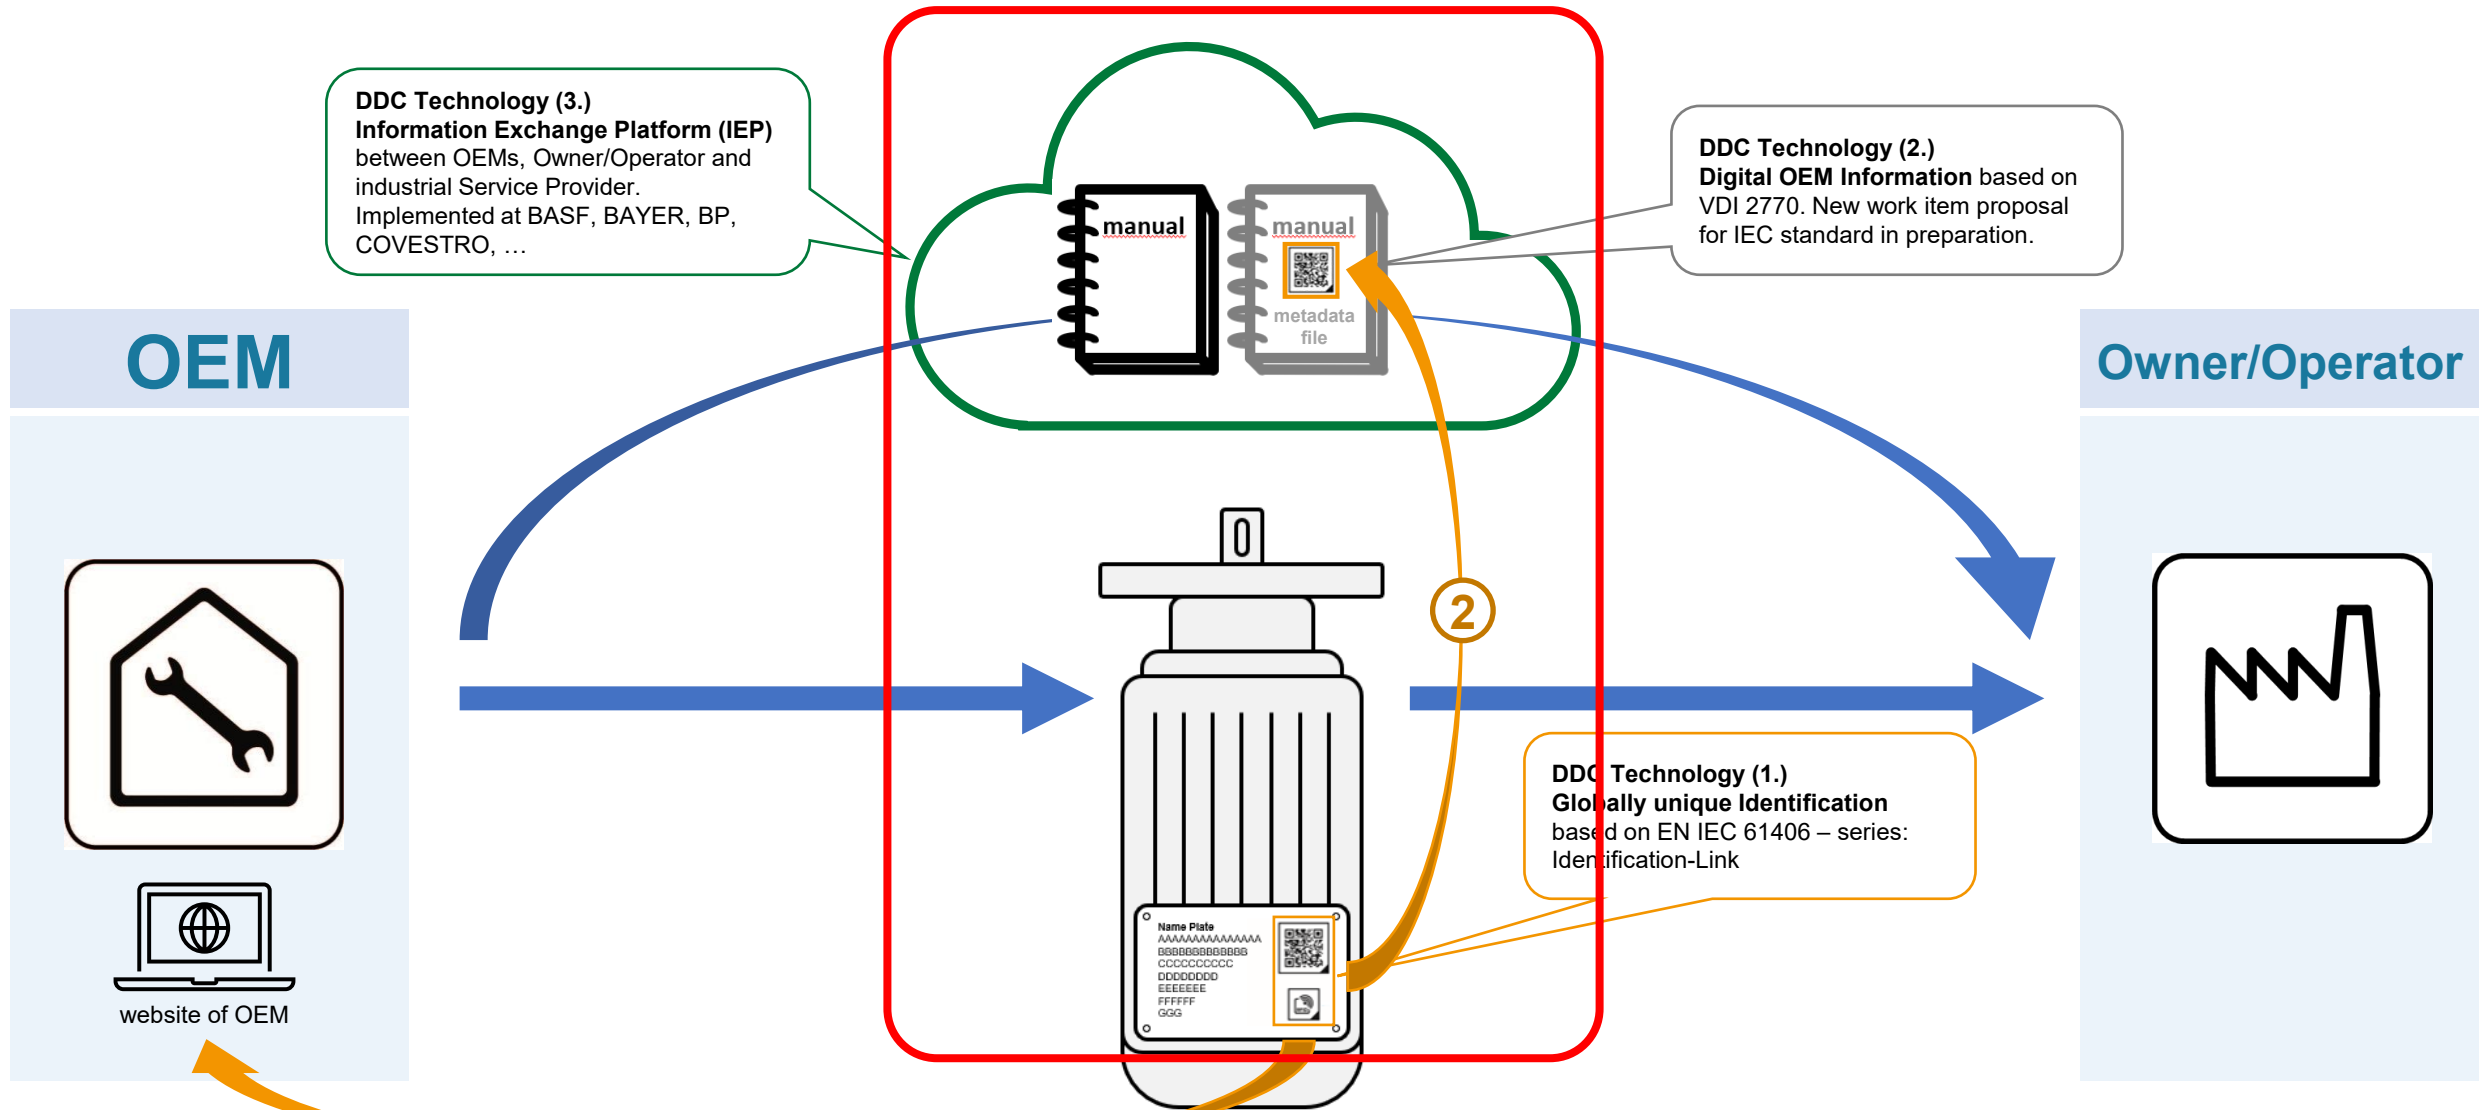 DDC Technology (3.)
Information Exchange Platform (IEP)
between OEMs, Owner/Operator and
industrial Service Provider.
Implemented at BASF, BAYER, BP,
COVESTRO, …
manual
manual
metadata
file
DDC Technology (2.)
Digital OEM Information based on
VDI 2770. New work item proposal
for IEC standard in preparation.
OEM
Owner/Operator
2
DDC Technology (1.)
Globally unique Identification
based on EN IEC 61406 – series:
Identification-Link
Name Plate
AAAAAAAAAAAAAAA
BBBBBBBBBBBBB
CCCCCCCCCC
DDDDDDDD
EEEEEEE
FFFFFF
GGG
website of OEM